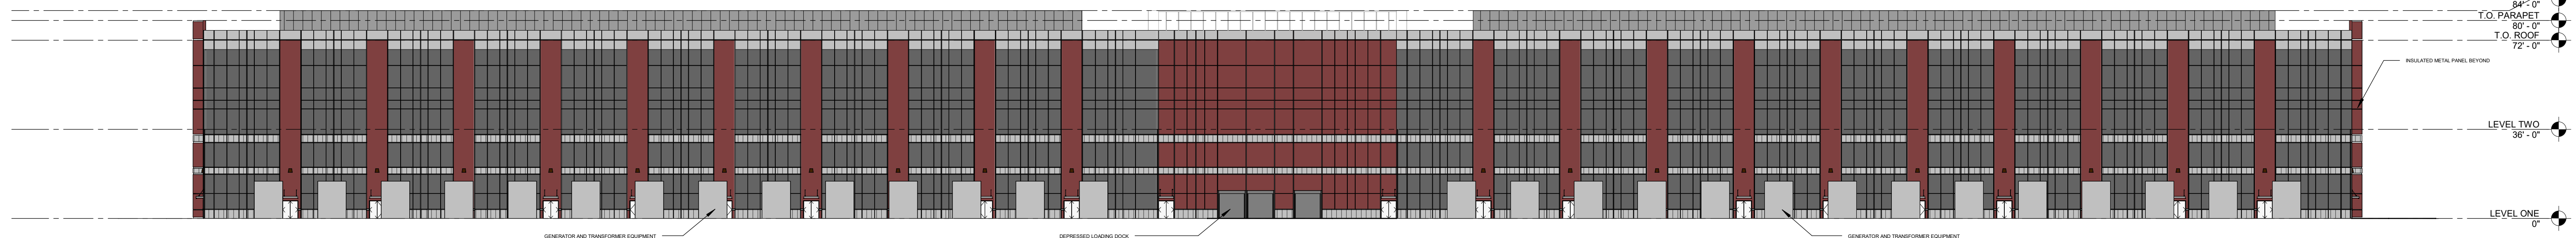 84' - 0"
T.O. PARAPET
80' - 0"
T.O. ROOF
72' - 0"
INSULATED METAL PANEL BEYOND
LEVEL TWO
36' - 0"
LEVEL ONE
0"
GENERATOR AND TRANSFORMER EQUIPMENT
DEPRESSED LOADING DOCK
GENERATOR AND TRANSFORMER EQUIPMENT